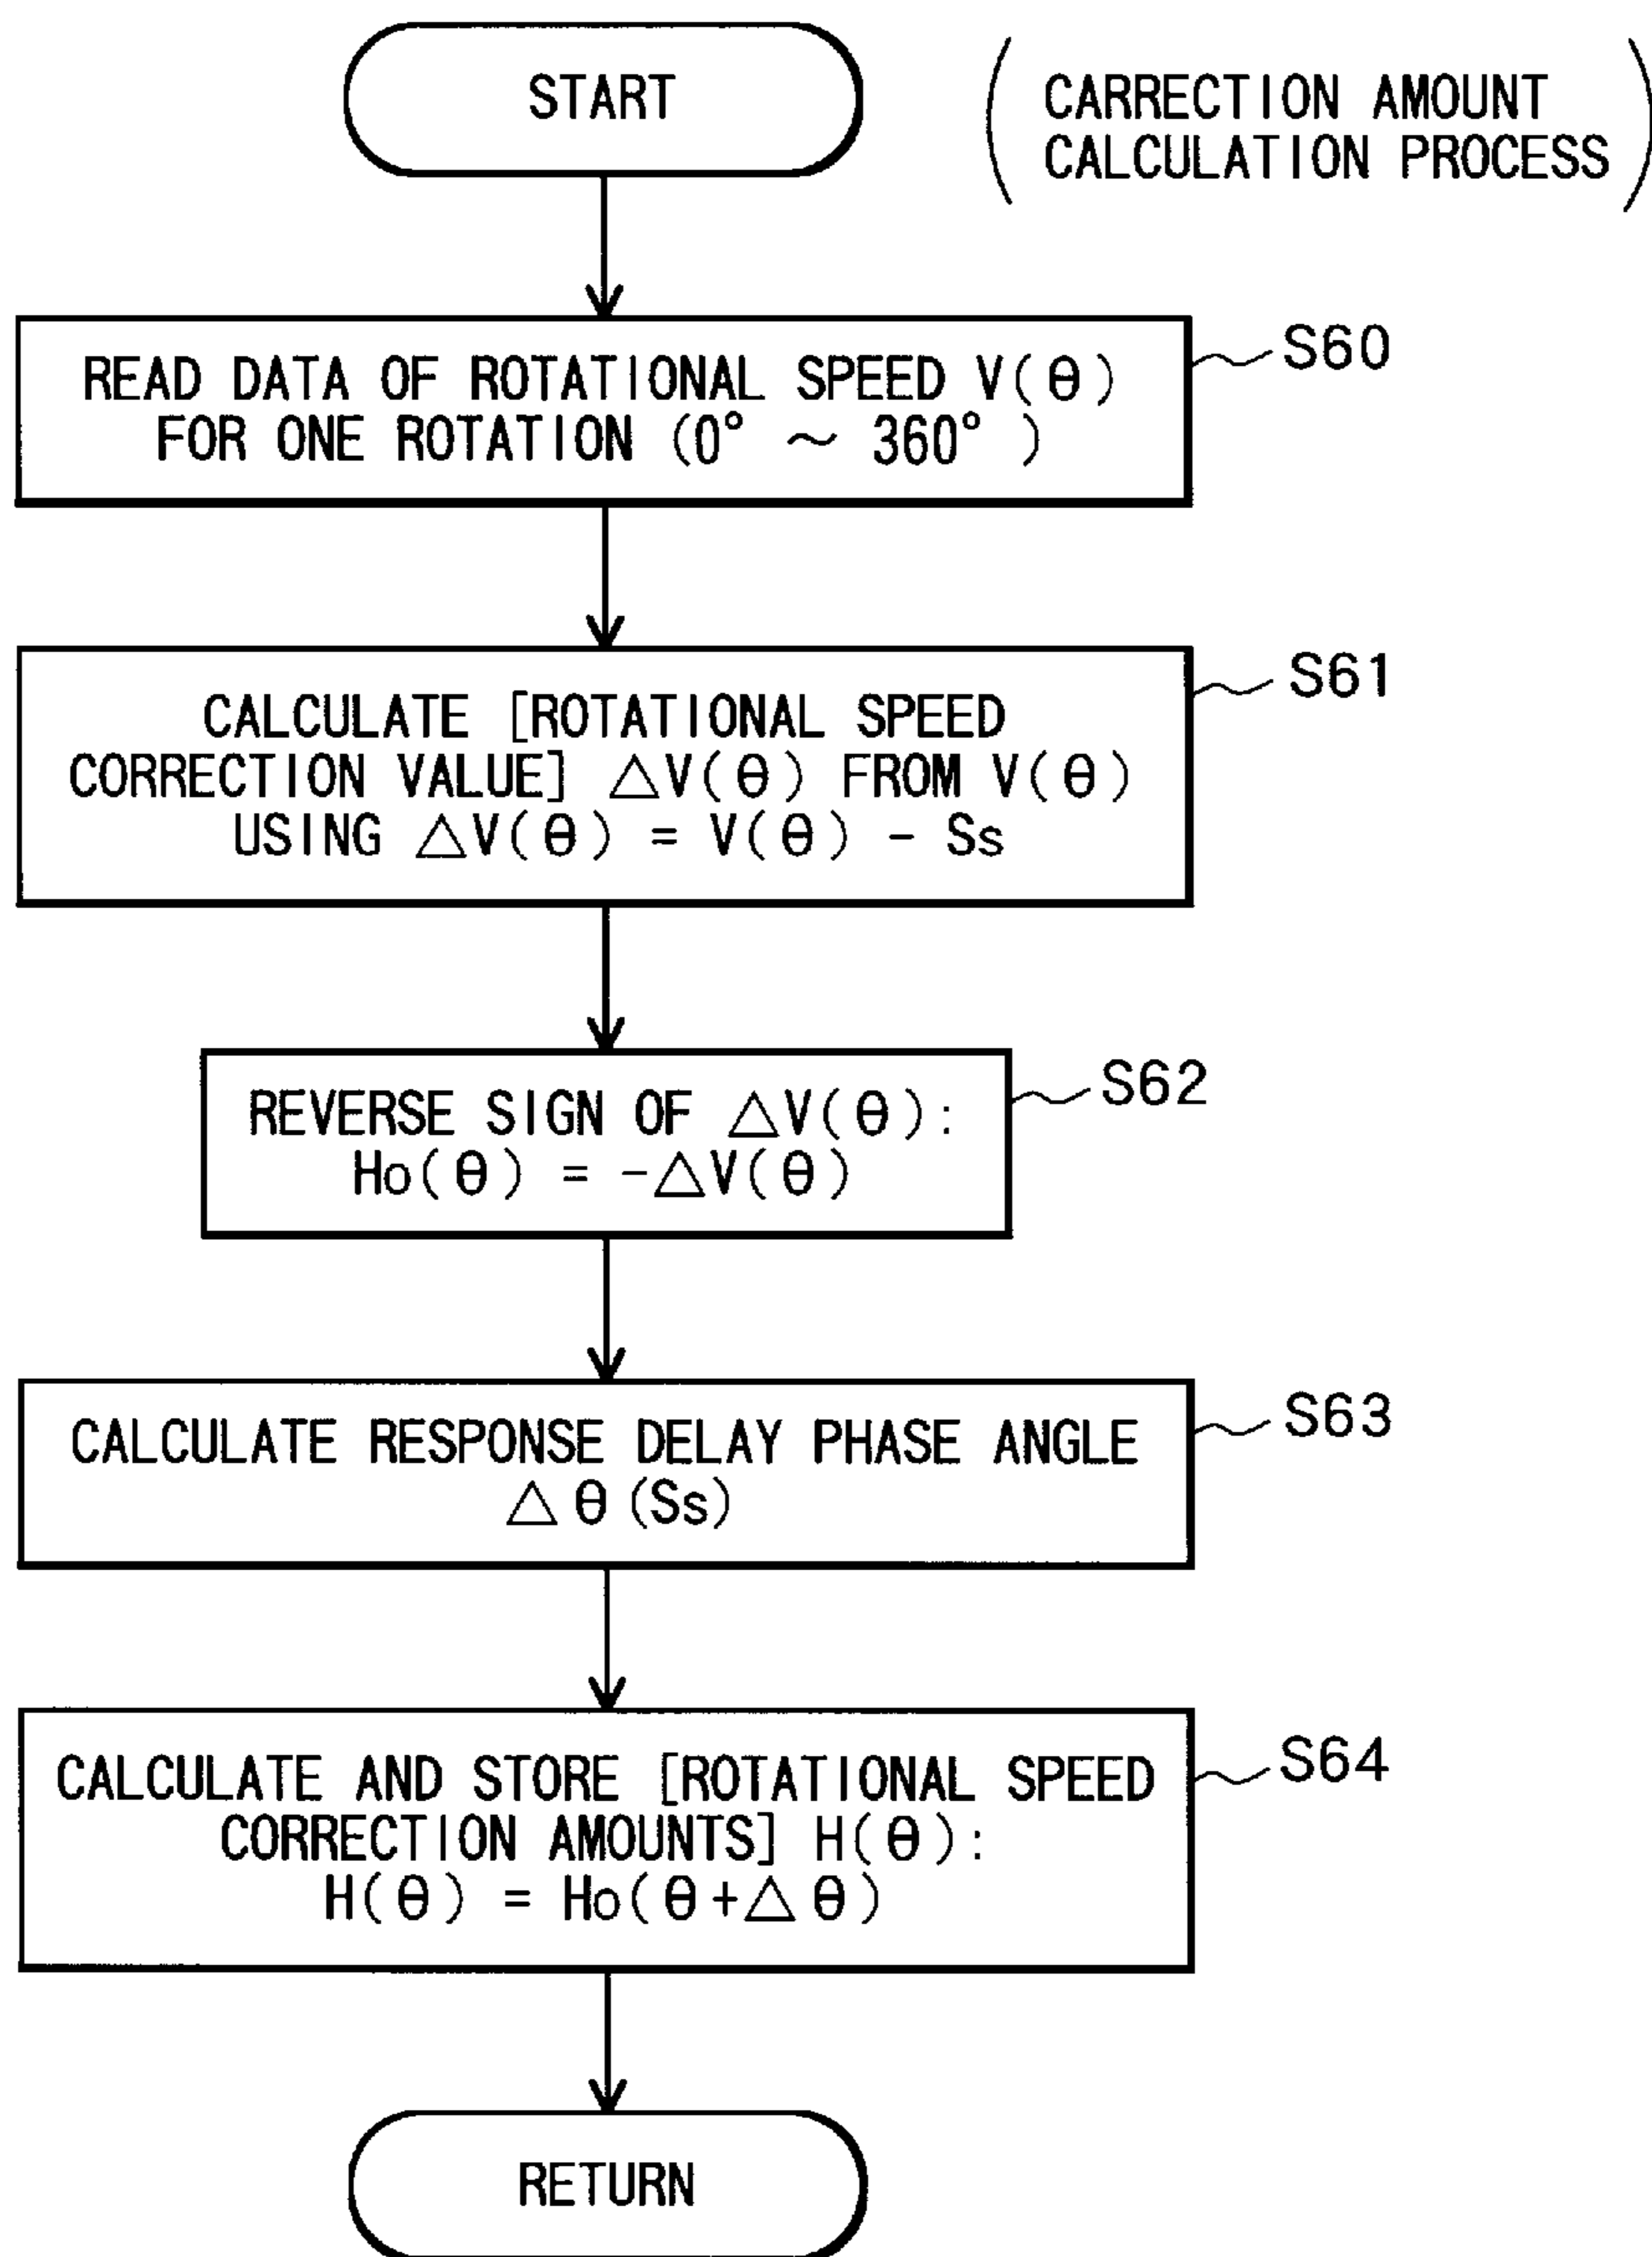 START
CARRECTION AMOUNT
CALCULATION PROCESS
READ DATA OF ROTATIONAL SPEED V(θ)
FOR ONE ROTATION (0° ~ 360° )
S60
CALCULATE [ROTATIONAL SPEED
CORRECTION VALUE] △V(θ) FROM V(θ)
USING △V(θ) = V(θ) - Ss
S61
REVERSE SIGN OF △V(θ):
Ho(θ) = -△V(θ)
S62
CALCULATE RESPONSE DELAY PHASE ANGLE
△θ(Ss)
S63
CALCULATE AND STORE [ROTATIONAL SPEED
CORRECTION AMOUNTS] H(θ):
H(θ) = Ho(θ+△θ)
S64
RETURN